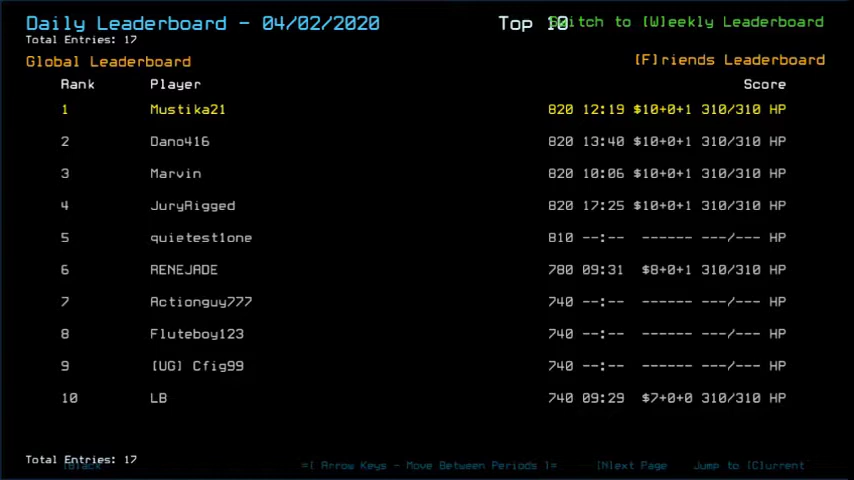 Daily Leaderboard - 04/02/2020 Top 10 Switch to [W]eekly Leaderboard
Total Entries: 17
Global Leaderboard [F]riends Leaderboard
Rank Player Score
1 Mustika21 820 12:19 $10+0+1 310/310 HP
2 Dano416 820 13:40 $10+0+1 310/310 HP
3 Marvin 820 10:06 $10+0+1 310/310 HP
4 JuryRigged 820 17:25 $10+0+1 310/310 HP
5 quietest1one 810 --:-- ------ ---/--- HP
6 RENEJADE 780 09:31 $8+0+1 310/310 HP
7 Actionguy777 740 --:-- ------ ---/--- HP
8 Fluteboy123 740 --:-- ------ ---/--- HP
9 [UG] Cfig99 740 --:-- ------ ---/--- HP
10 LB 740 09:29 $7+0+0 310/310 HP
Total Entries: 17
[B]ack =[ Arrow Keys - Move Between Periods ]= [N]ext Page Jump to [C]urrent